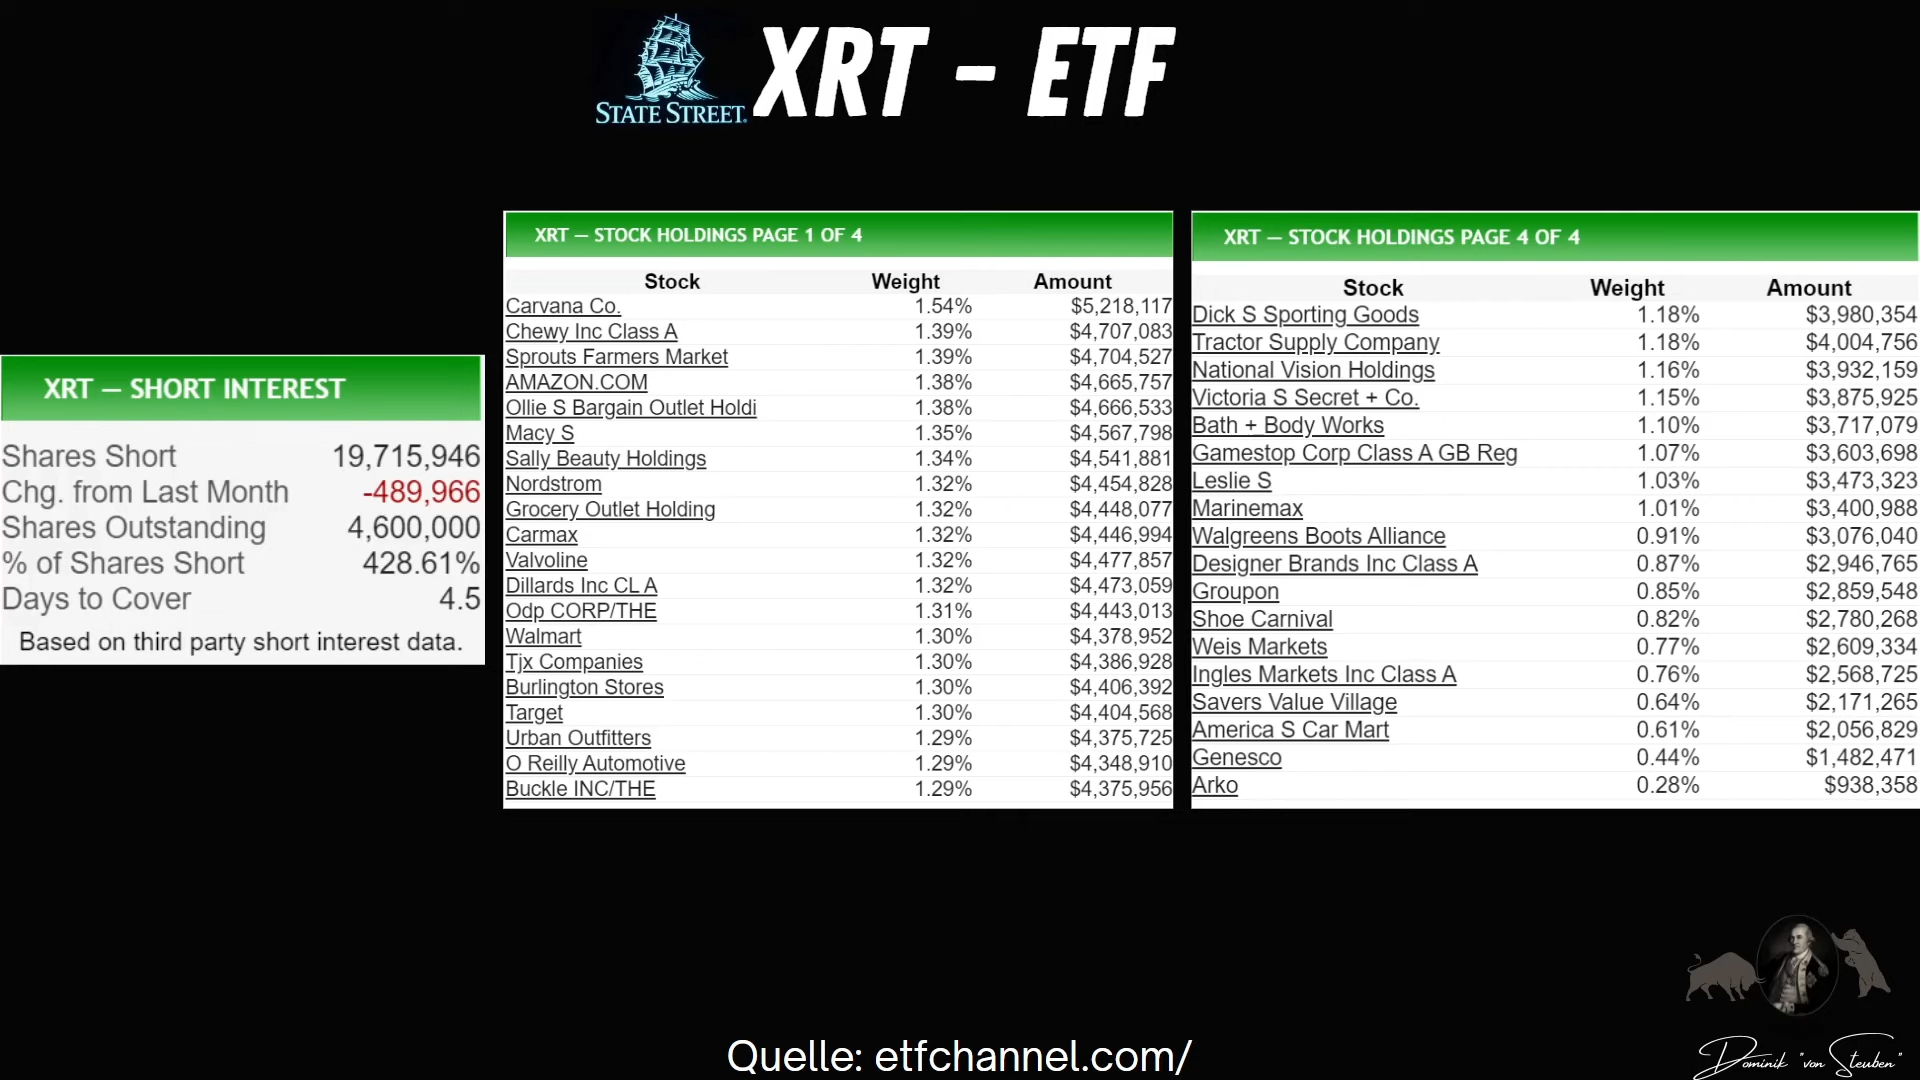 STATE STREET.
XRT - ETF
XRT — SHORT INTEREST
Shares Short 19,715,946
Chg. from Last Month -489,966
Shares Outstanding 4,600,000
% of Shares Short 428.61%
Days to Cover 4.5
Based on third party short interest data.
XRT — STOCK HOLDINGS PAGE 1 OF 4
Stock Weight Amount
Carvana Co. 1.54% $5,218,117
Chewy Inc Class A 1.39% $4,707,083
Sprouts Farmers Market 1.39% $4,704,527
AMAZON.COM 1.38% $4,665,757
Ollie S Bargain Outlet Holdi 1.38% $4,666,533
Macy S 1.35% $4,567,798
Sally Beauty Holdings 1.34% $4,541,881
Nordstrom 1.32% $4,454,828
Grocery Outlet Holding 1.32% $4,448,077
Carmax 1.32% $4,446,994
Valvoline 1.32% $4,477,857
Dillards Inc CL A 1.32% $4,473,059
Odp CORP/THE 1.31% $4,443,013
Walmart 1.30% $4,378,952
Tjx Companies 1.30% $4,386,928
Burlington Stores 1.30% $4,406,392
Target 1.30% $4,404,568
Urban Outfitters 1.29% $4,375,725
O Reilly Automotive 1.29% $4,348,910
Buckle INC/THE 1.29% $4,375,956
XRT — STOCK HOLDINGS PAGE 4 OF 4
Stock Weight Amount
Dick S Sporting Goods 1.18% $3,980,354
Tractor Supply Company 1.18% $4,004,756
National Vision Holdings 1.16% $3,932,159
Victoria S Secret + Co. 1.15% $3,875,925
Bath + Body Works 1.10% $3,717,079
Gamestop Corp Class A GB Reg 1.07% $3,603,698
Leslie S 1.03% $3,473,323
Marinemax 1.01% $3,400,988
Walgreens Boots Alliance 0.91% $3,076,040
Designer Brands Inc Class A 0.87% $2,946,765
Groupon 0.85% $2,859,548
Shoe Carnival 0.82% $2,780,268
Weis Markets 0.77% $2,609,334
Ingles Markets Inc Class A 0.76% $2,568,725
Savers Value Village 0.64% $2,171,265
America S Car Mart 0.61% $2,056,829
Genesco 0.44% $1,482,471
Arko 0.28% $938,358
Quelle: etfchannel.com/
Dominik "von Steuben"